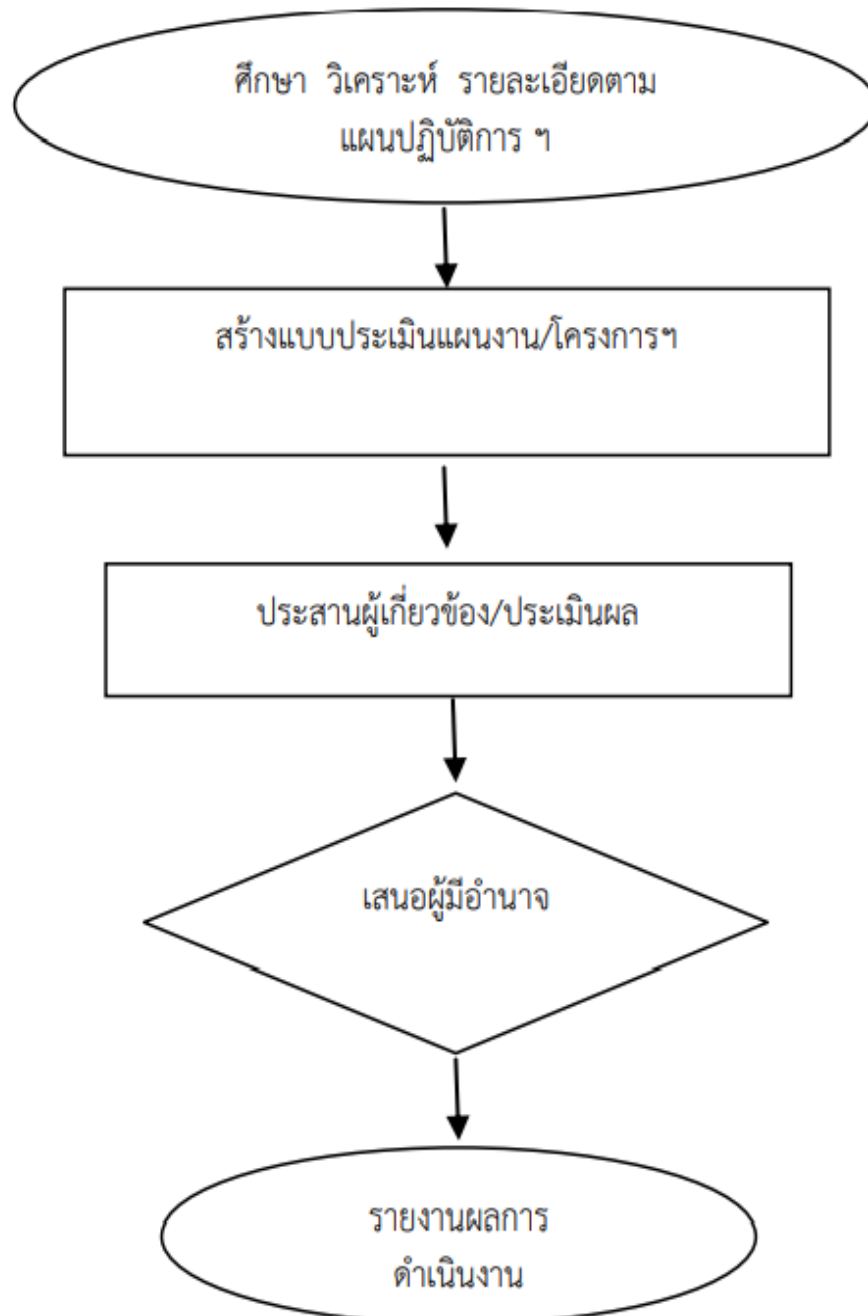 ศึกษา วิเคราะห์ รายละเอียดตาม
แผนปฏิบัติการ ฯ
สร้างแบบประเมินแผนงาน/โครงการฯ
ประสานผู้เกี่ยวข้อง/ประเมินผล
เสนอผู้มีอำนาจ
รายงานผลการ
ดำเนินงาน